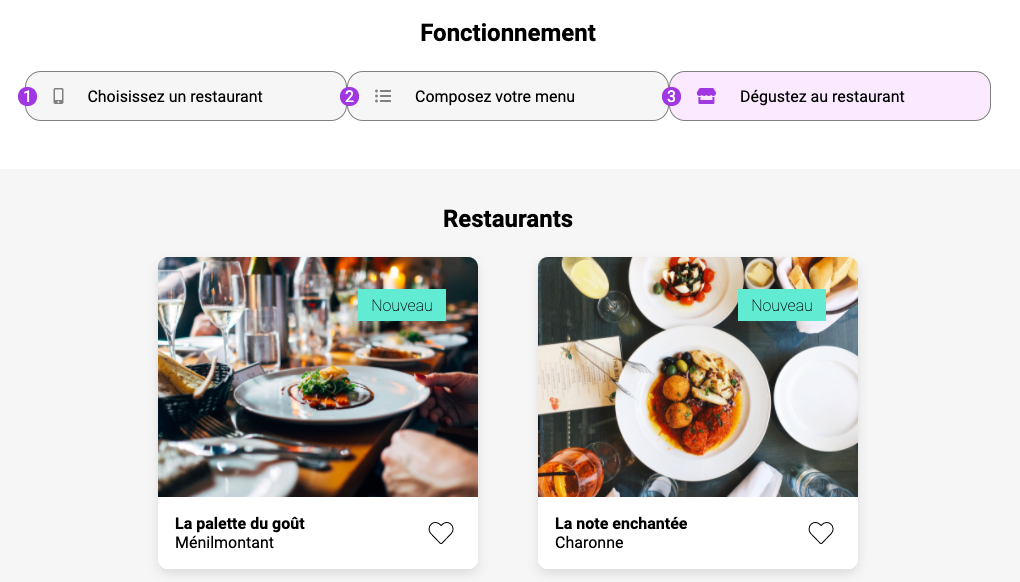 Fonctionnement
1 Choisissez un restaurant
2 Composez votre menu
3 Dégustez au restaurant
Restaurants
Nouveau
La palette du goût
Ménilmontant
Nouveau
La note enchantée
Charonne